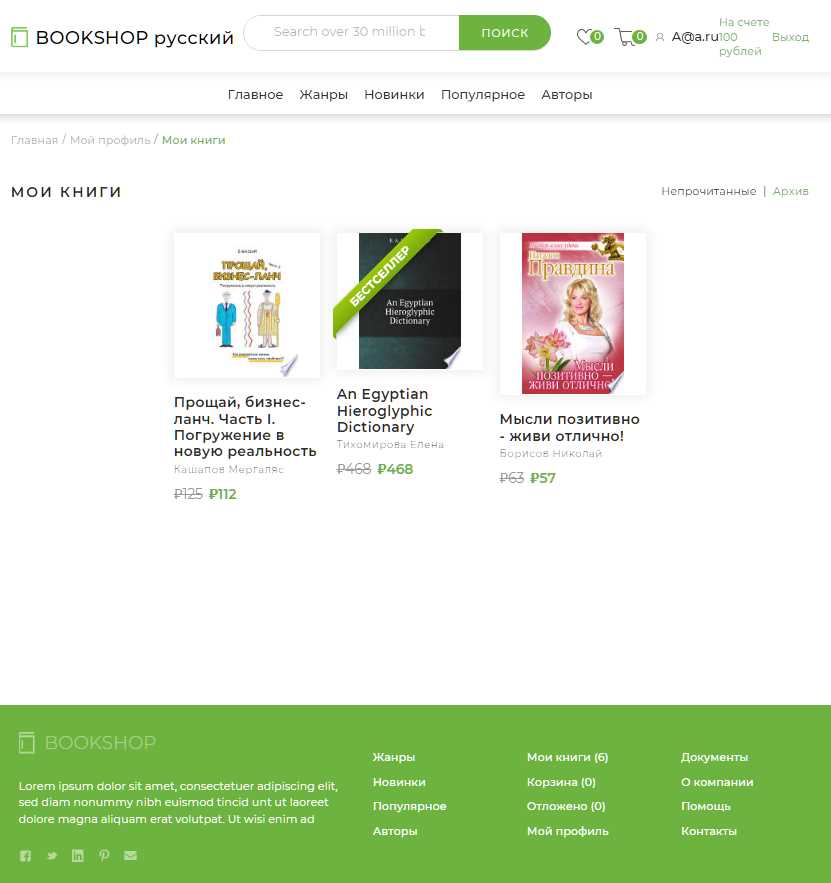 BOOKSHOP русский
Search over 30 million b
ПОИСК
0
0
A@a.ru
На счете
100
рублей
Выход
Главное Жанры Новинки Популярное Авторы
Главная / Мой профиль / Мои книги
МОИ КНИГИ
Непрочитанные | Архив
ПРОЩАЙ,
БИЗНЕС-ЛАНЧ
БЕСТСЕЛЛЕР
An Egyptian
Hieroglyphic
Dictionary
Правдина
Мысли
ПОЗИТИВНО —
ЖИВИ ОТЛИЧНО
Прощай, бизнес-
ланч. Часть I.
Погружение в
новую реальность
Кашапов Мергаляс
₽125 ₽112
An Egyptian
Hieroglyphic
Dictionary
Тихомирова Елена
₽468 ₽468
Мысли позитивно
- живи отлично!
Борисов Николай
₽63 ₽57
BOOKSHOP
Lorem ipsum dolor sit amet, consectetuer adipiscing elit,
sed diam nonummy nibh euismod tincid unt ut laoreet
dolore magna aliquam erat volutpat. Ut wisi enim ad
Жанры
Новинки
Популярное
Авторы
Мои книги (6)
Корзина (0)
Отложено (0)
Мой профиль
Документы
О компании
Помощь
Контакты